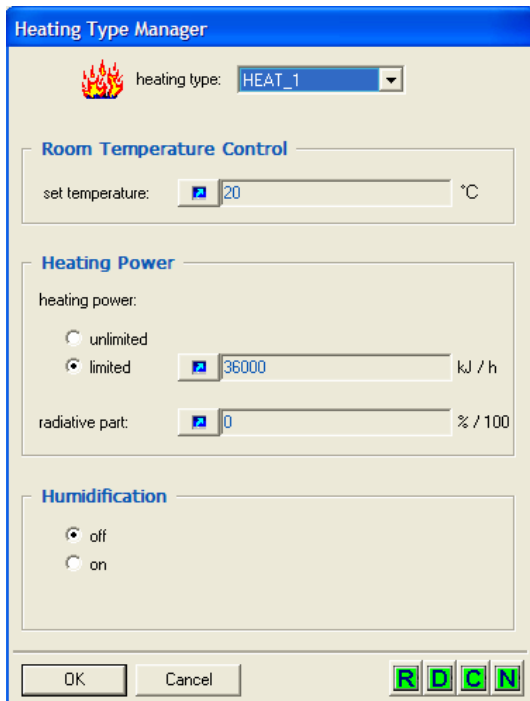 Heating Type Manager
heating type: HEAT_1
Room Temperature Control
set temperature: 20 °C
Heating Power
heating power:
unlimited
limited 36000 kJ / h
radiative part: 0 % / 100
Humidification
off
on
OK Cancel R D C N